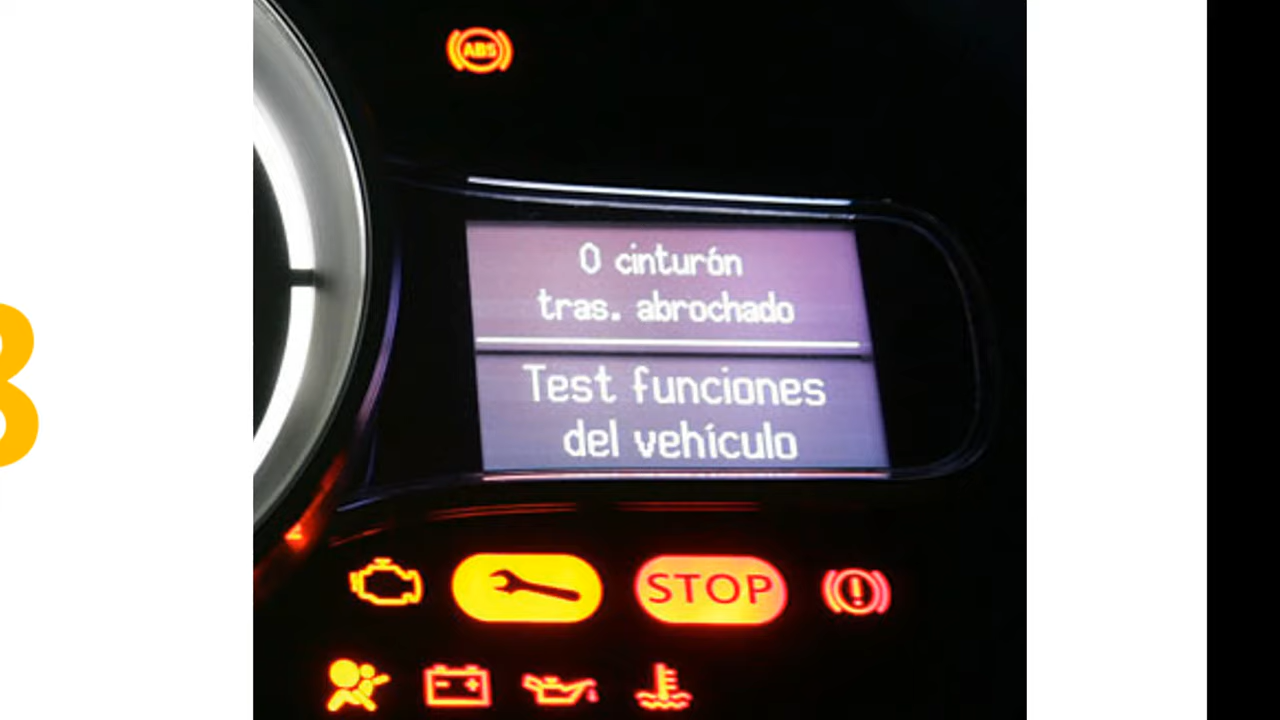 ABS
0 cinturón
tras. abrochado
Test funciones
del vehículo
STOP